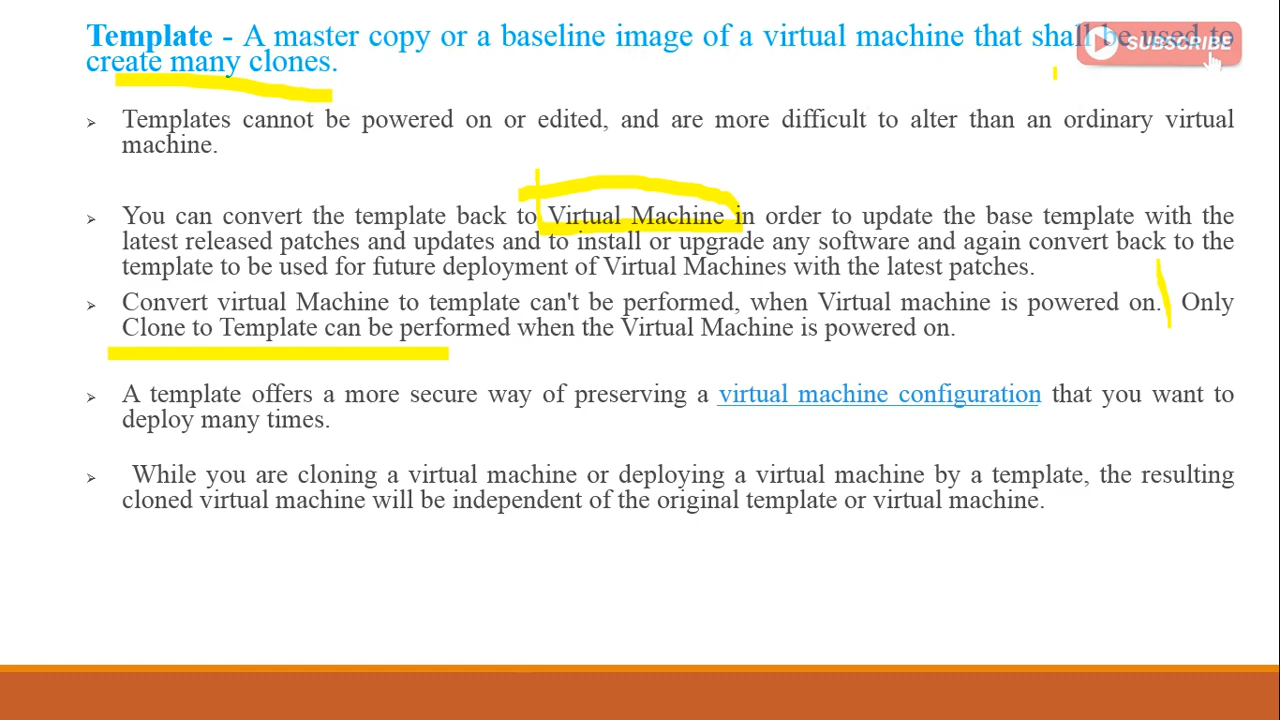 Template - A master copy or a baseline image of a virtual machine that shall be used to
SUBSCRIBE
create many clones.
Templates cannot be powered on or edited, and are more difficult to alter than an ordinary virtual
machine.
You can convert the template back to Virtual Machine in order to update the base template with the
latest released patches and updates and to install or upgrade any software and again convert back to the
template to be used for future deployment of Virtual Machines with the latest patches.
Convert virtual Machine to template can't be performed, when Virtual machine is powered on. Only
Clone to Template can be performed when the Virtual Machine is powered on.
A template offers a more secure way of preserving a virtual machine configuration that you want to
deploy many times.
While you are cloning a virtual machine or deploying a virtual machine by a template, the resulting
cloned virtual machine will be independent of the original template or virtual machine.